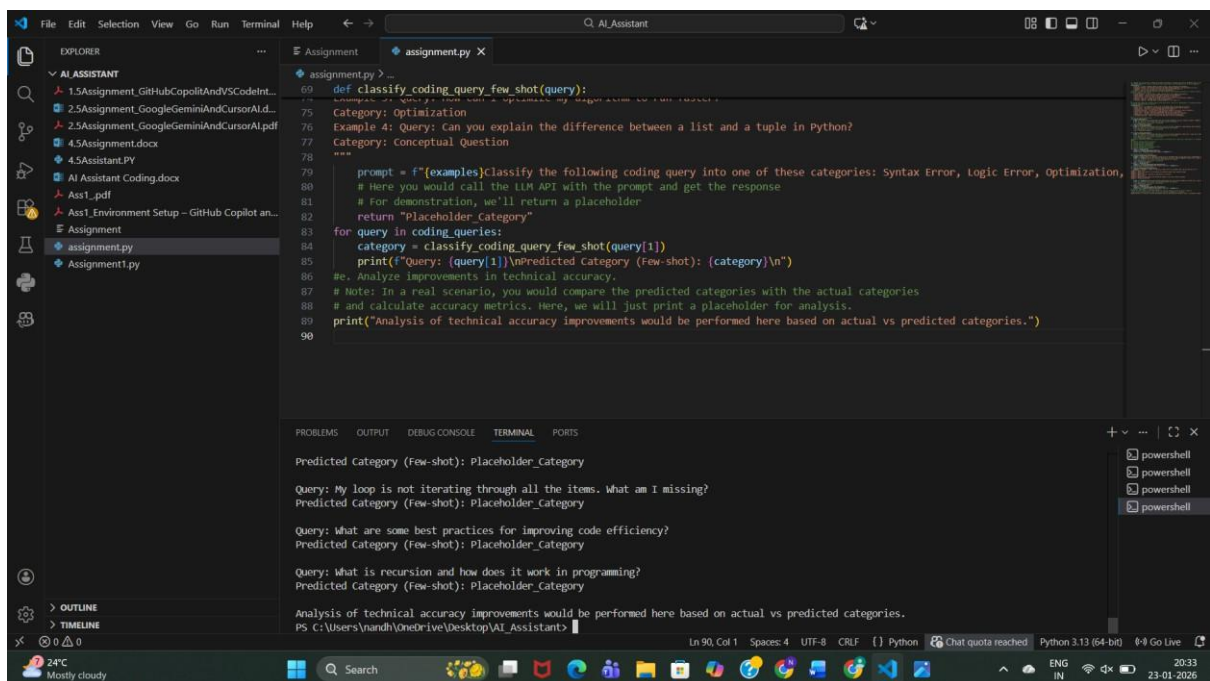 File Edit Selection View Go Run Terminal Help
AI_Assistant
EXPLORER
AI_ASSISTANT
1.5Assignment_GitHubCopolitAndVSCodeInt...
2.5Assignment_GoogleGeminiAndCursorAI.d...
2.5Assignment_GoogleGeminiAndCursorAI.pdf
4.5Assignment.docx
4.5Assistant.PY
AI Assistant Coding.docx
Ass1_.pdf
Ass1_Environment Setup – GitHub Copilot an...
Assignment
assignment.py
Assignment1.py
OUTLINE
TIMELINE
Assignment
assignment.py
assignment.py > ...
69 def classify_coding_query_few_shot(query):
Example 3: Query: How can I optimize my algorithm to run faster?
75 Category: Optimization
76 Example 4: Query: Can you explain the difference between a list and a tuple in Python?
77 Category: Conceptual Question
78 """
79 prompt = f"{examples}Classify the following coding query into one of these categories: Syntax Error, Logic Error, Optimization,
80 # Here you would call the LLM API with the prompt and get the response
81 # For demonstration, we'll return a placeholder
82 return "Placeholder_Category"
83 for query in coding_queries:
84 category = classify_coding_query_few_shot(query[1])
85 print(f"Query: {query[1]}\nPredicted Category (Few-shot): {category}\n")
86 #e. Analyze improvements in technical accuracy.
87 # Note: In a real scenario, you would compare the predicted categories with the actual categories
88 # and calculate accuracy metrics. Here, we will just print a placeholder for analysis.
89 print("Analysis of technical accuracy improvements would be performed here based on actual vs predicted categories.")
90
PROBLEMS OUTPUT DEBUG CONSOLE TERMINAL PORTS
Predicted Category (Few-shot): Placeholder_Category
Query: My loop is not iterating through all the items. What am I missing?
Predicted Category (Few-shot): Placeholder_Category
Query: What are some best practices for improving code efficiency?
Predicted Category (Few-shot): Placeholder_Category
Query: What is recursion and how does it work in programming?
Predicted Category (Few-shot): Placeholder_Category
Analysis of technical accuracy improvements would be performed here based on actual vs predicted categories.
PS C:\Users\nandh\OneDrive\Desktop\AI_Assistant>
powershell
powershell
powershell
powershell
0 0 Ln 90, Col 1 Spaces: 4 UTF-8 CRLF {} Python Chat quota reached Python 3.13 (64-bit) Go Live
7
24°C
Mostly cloudy
Search
ENG
IN
20:33
23-01-2026